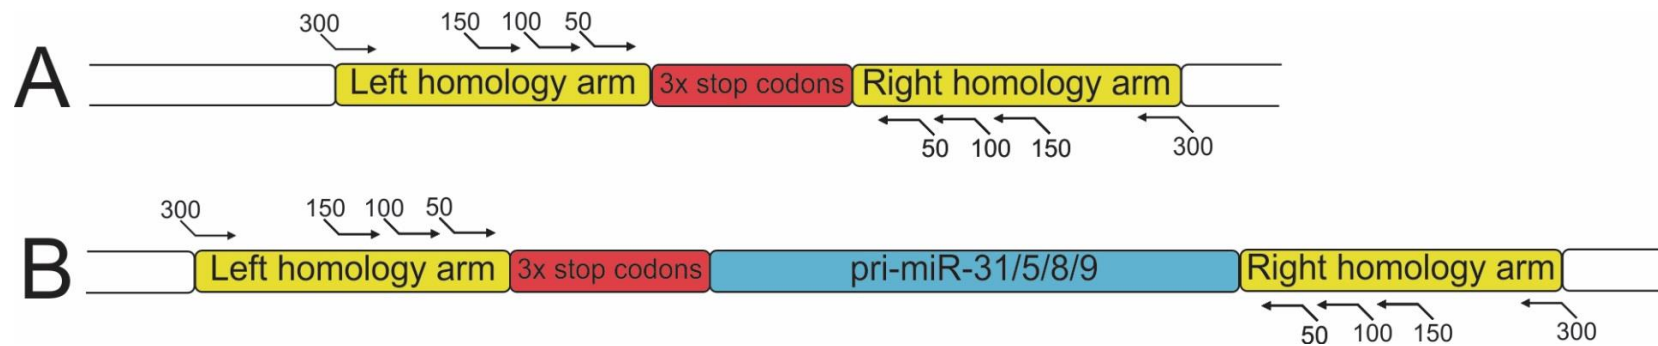 300 150 100 50
A Left homology arm 3x stop codons Right homology arm
50 100 150 300
300 150 100 50
B Left homology arm 3x stop codons pri-miR-31/5/8/9 Right homology arm
50 100 150 300